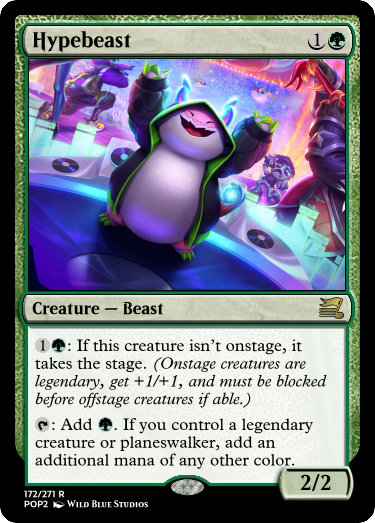 Hypebeast 1
Creature — Beast
1: If this creature isn't onstage, it
takes the stage. (Onstage creatures are
legendary, get +1/+1, and must be blocked
before offstage creatures if able.)
: Add . If you control a legendary
creature or planeswalker, add an
additional mana of any other color.
2/2
172/271 R
POP2 Wild Blue Studios